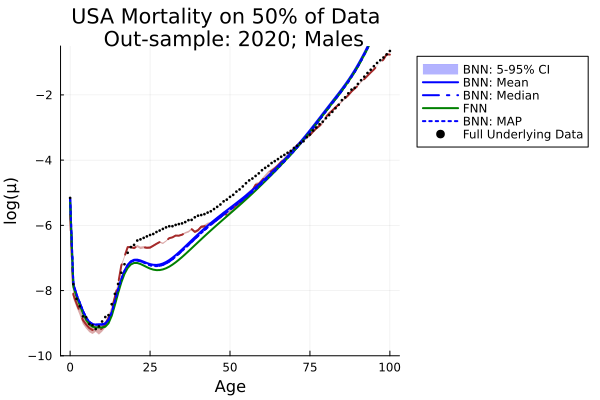 USA Mortality on 50% of Data
Out-sample: 2020; Males
log(μ)
−2
−4
−6
−8
−10
0
25
50
75
100
Age
BNN: 5-95% CI
BNN: Mean
BNN: Median
FNN
BNN: MAP
Full Underlying Data